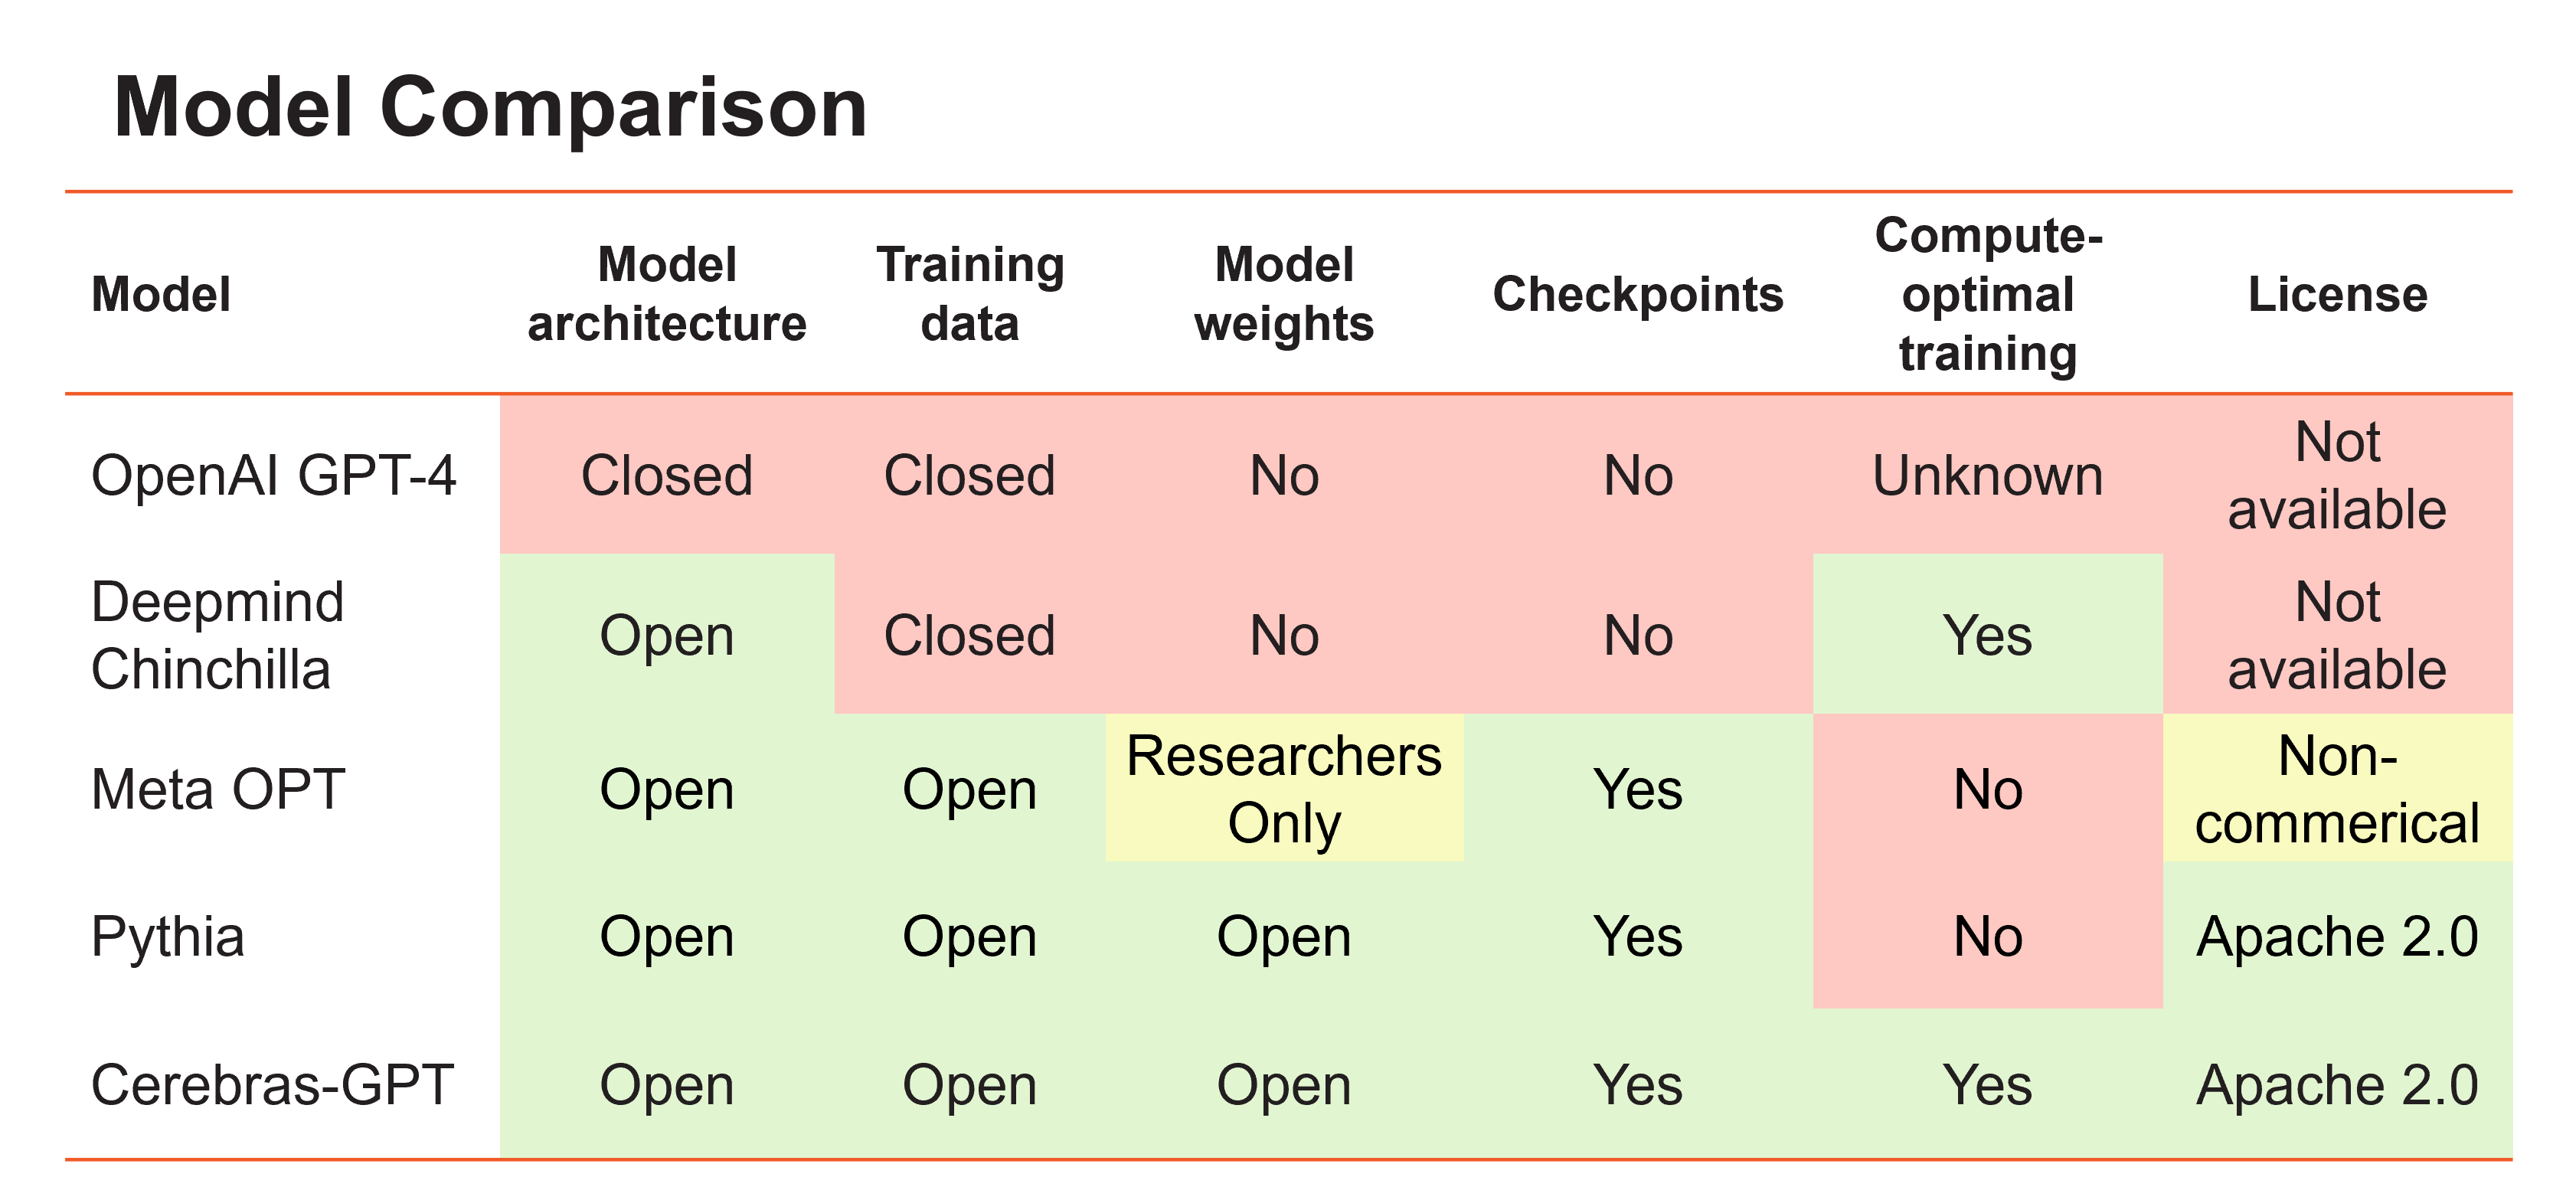 Model Comparison
Model
Model
architecture
Training
data
Model
weights
Checkpoints
Compute-
optimal
training
License
OpenAI GPT-4
Closed
Closed
No
No
Unknown
Not
available
Deepmind
Chinchilla
Open
Closed
No
No
Yes
Not
available
Meta OPT
Open
Open
Researchers
Only
Yes
No
Non-
commerical
Pythia
Open
Open
Open
Yes
No
Apache 2.0
Cerebras-GPT
Open
Open
Open
Yes
Yes
Apache 2.0